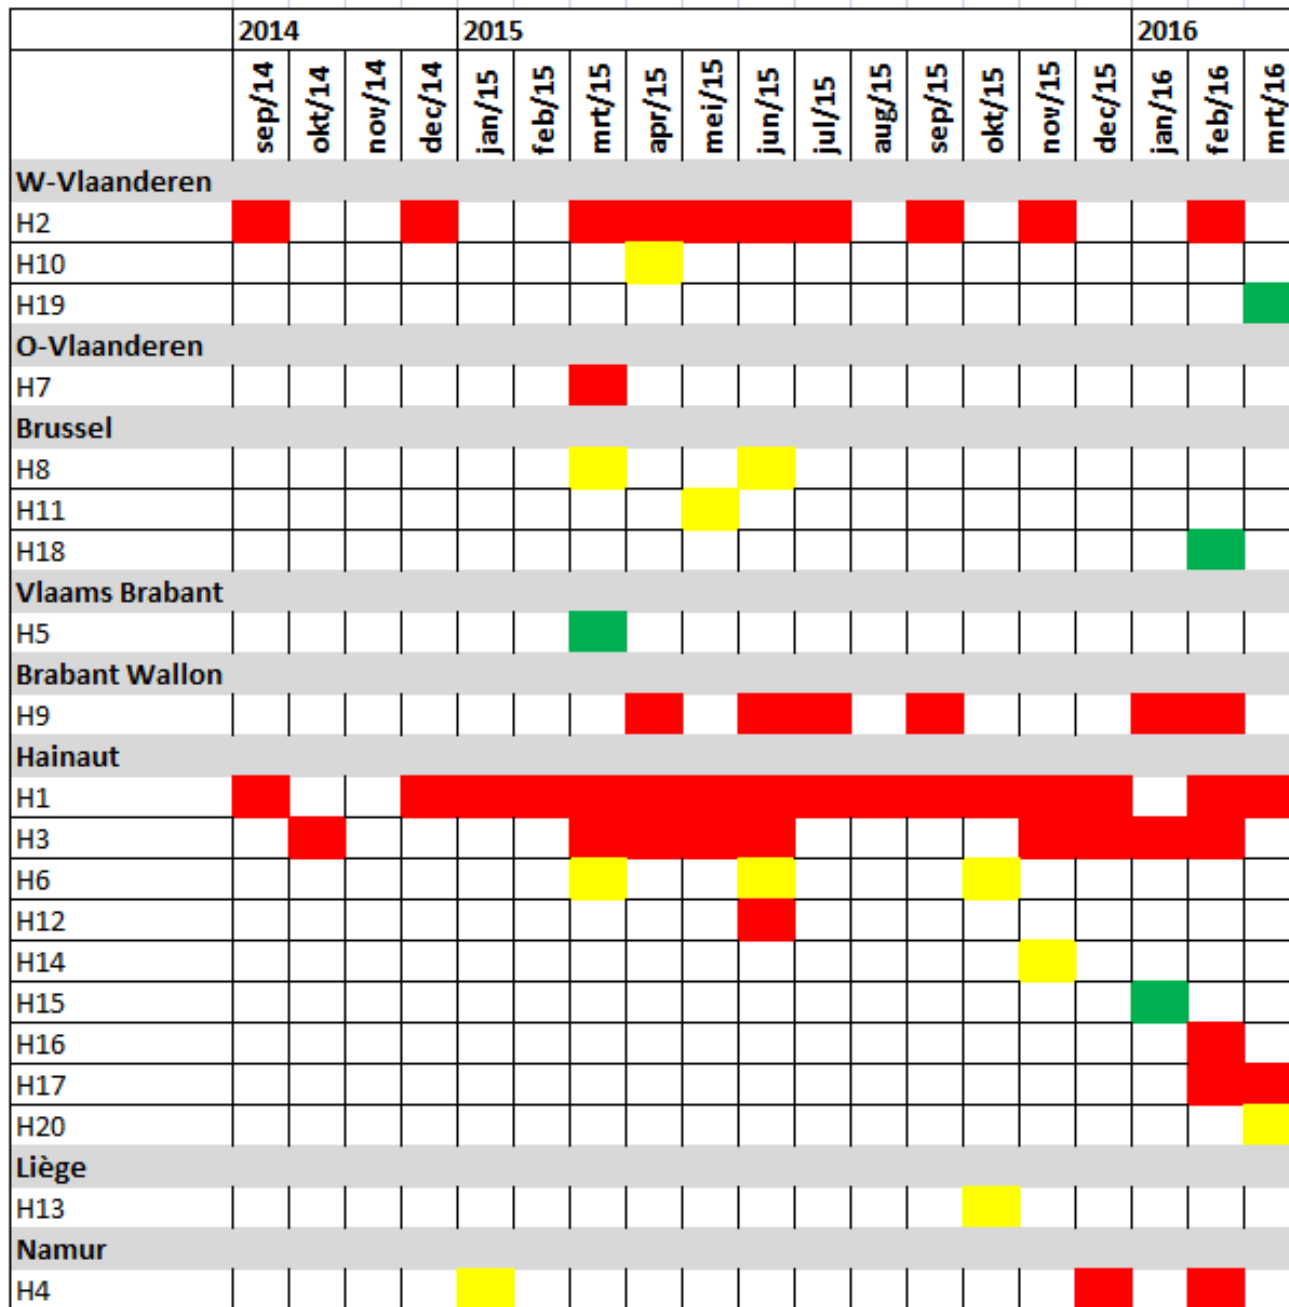 2014 2015 2016
sep/14 okt/14 nov/14 dec/14 jan/15 feb/15 mrt/15 apr/15 mei/15 jun/15 jul/15 aug/15 sep/15 okt/15 nov/15 dec/15 jan/16 feb/16 mrt/16
W-Vlaanderen
H2
H10
H19
O-Vlaanderen
H7
Brussel
H8
H11
H18
Vlaams Brabant
H5
Brabant Wallon
H9
Hainaut
H1
H3
H6
H12
H14
H15
H16
H17
H20
Liège
H13
Namur
H4